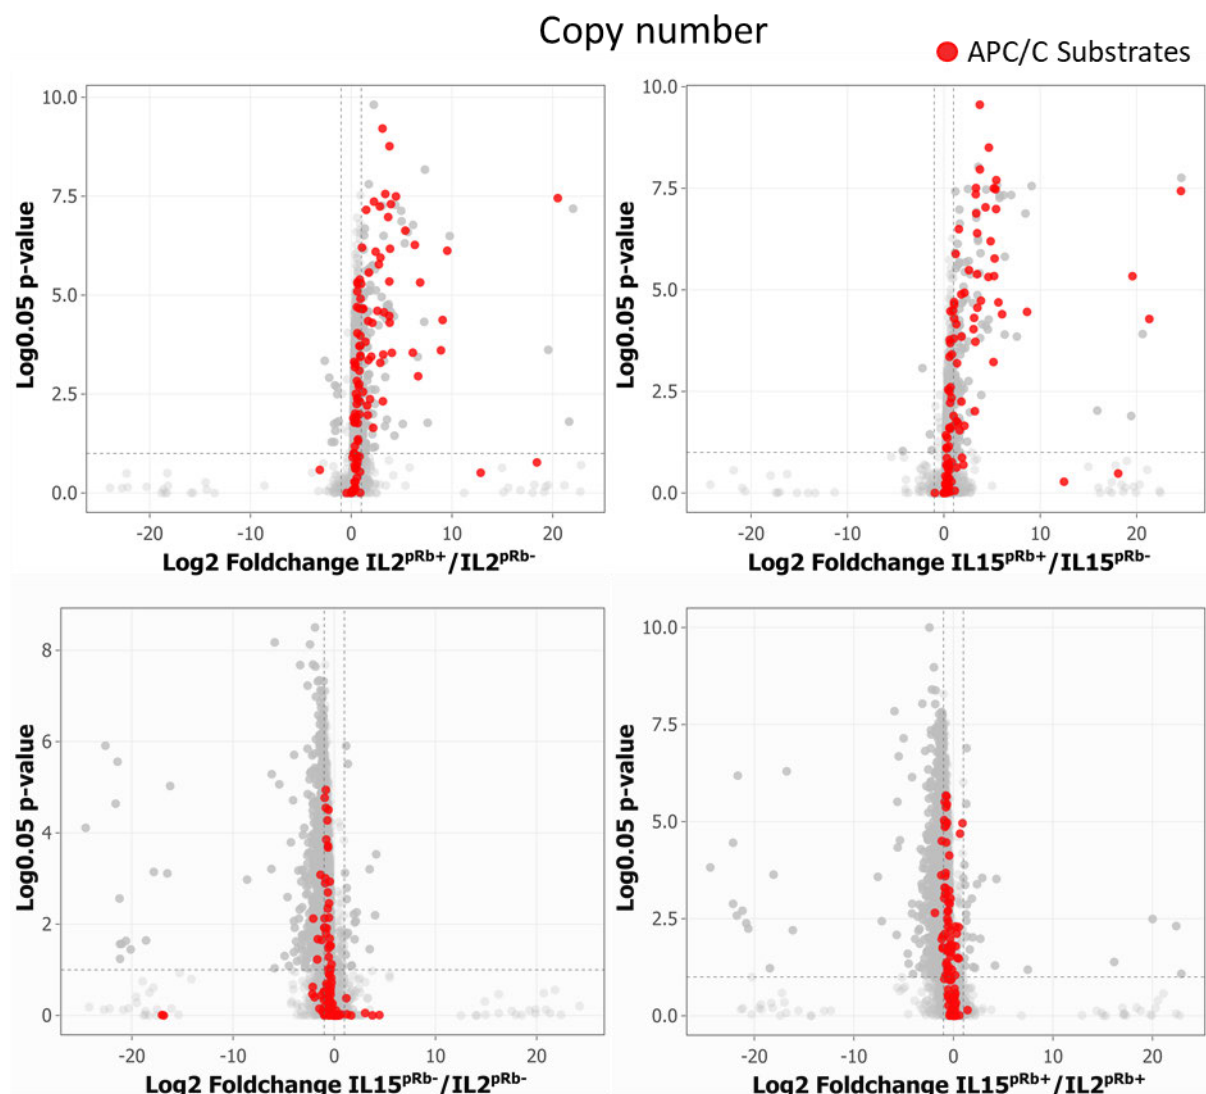 Copy number
APC/C Substrates
10.0
7.5
5.0
2.5
0.0
Log0.05 p-value
-20 -10 0 10 20
Log2 Foldchange IL2pRb+/IL2pRb-
10.0
7.5
5.0
2.5
0.0
Log0.05 p-value
-20 -10 0 10 20
Log2 Foldchange IL15pRb+/IL15pRb-
8
6
4
2
0
Log0.05 p-value
-20 -10 0 10 20
Log2 Foldchange IL15pRb-/IL2pRb-
10.0
7.5
5.0
2.5
0.0
Log0.05 p-value
-20 -10 0 10 20
Log2 Foldchange IL15pRb+/IL2pRb+